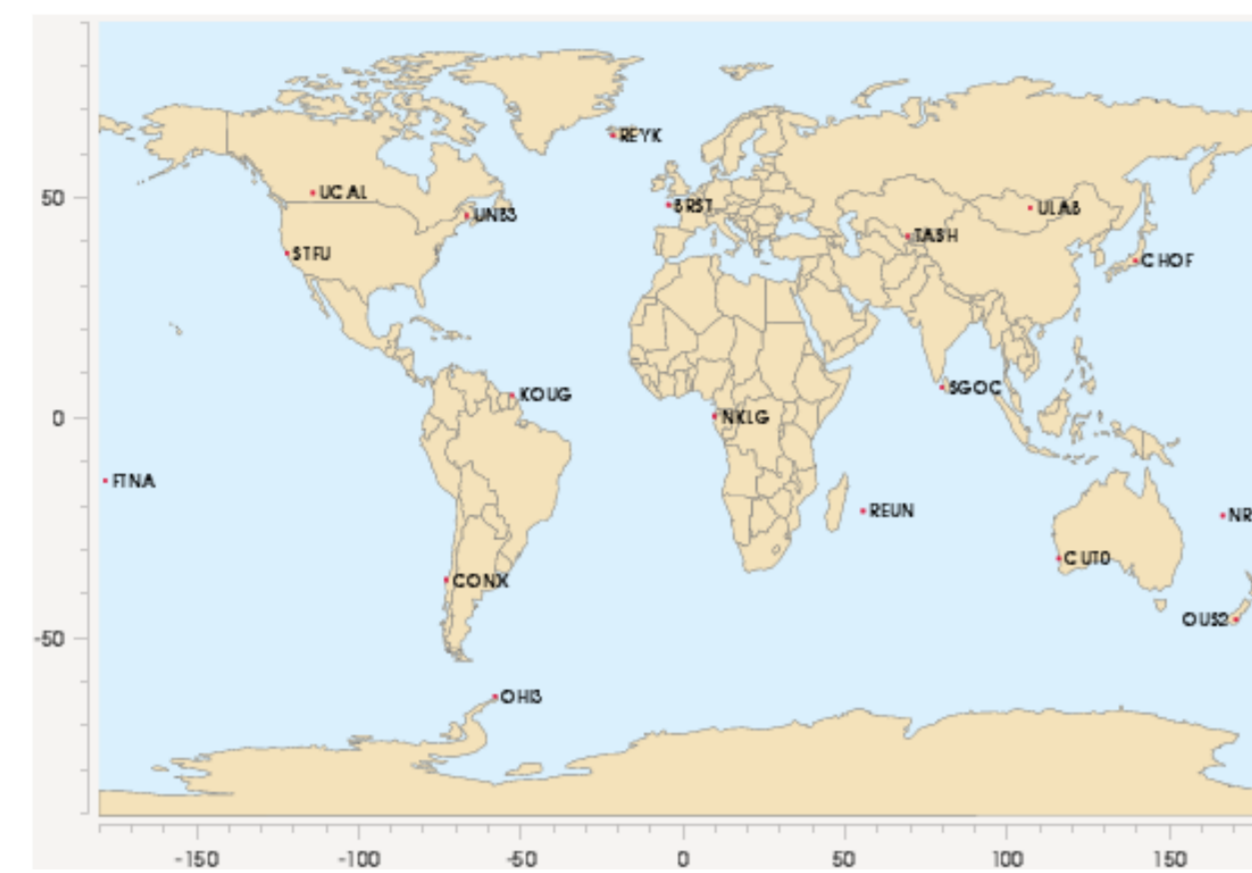 REYK
50
UCAL
UNB3
BRST
ULAB
TASH
STFU
CHOF
SGOC
KOUG
0
NKLG
FTNA
REUN
NR
CUT0
CONX
OUS2
-50
OHI3
-150 -100 -50 0 50 100 150